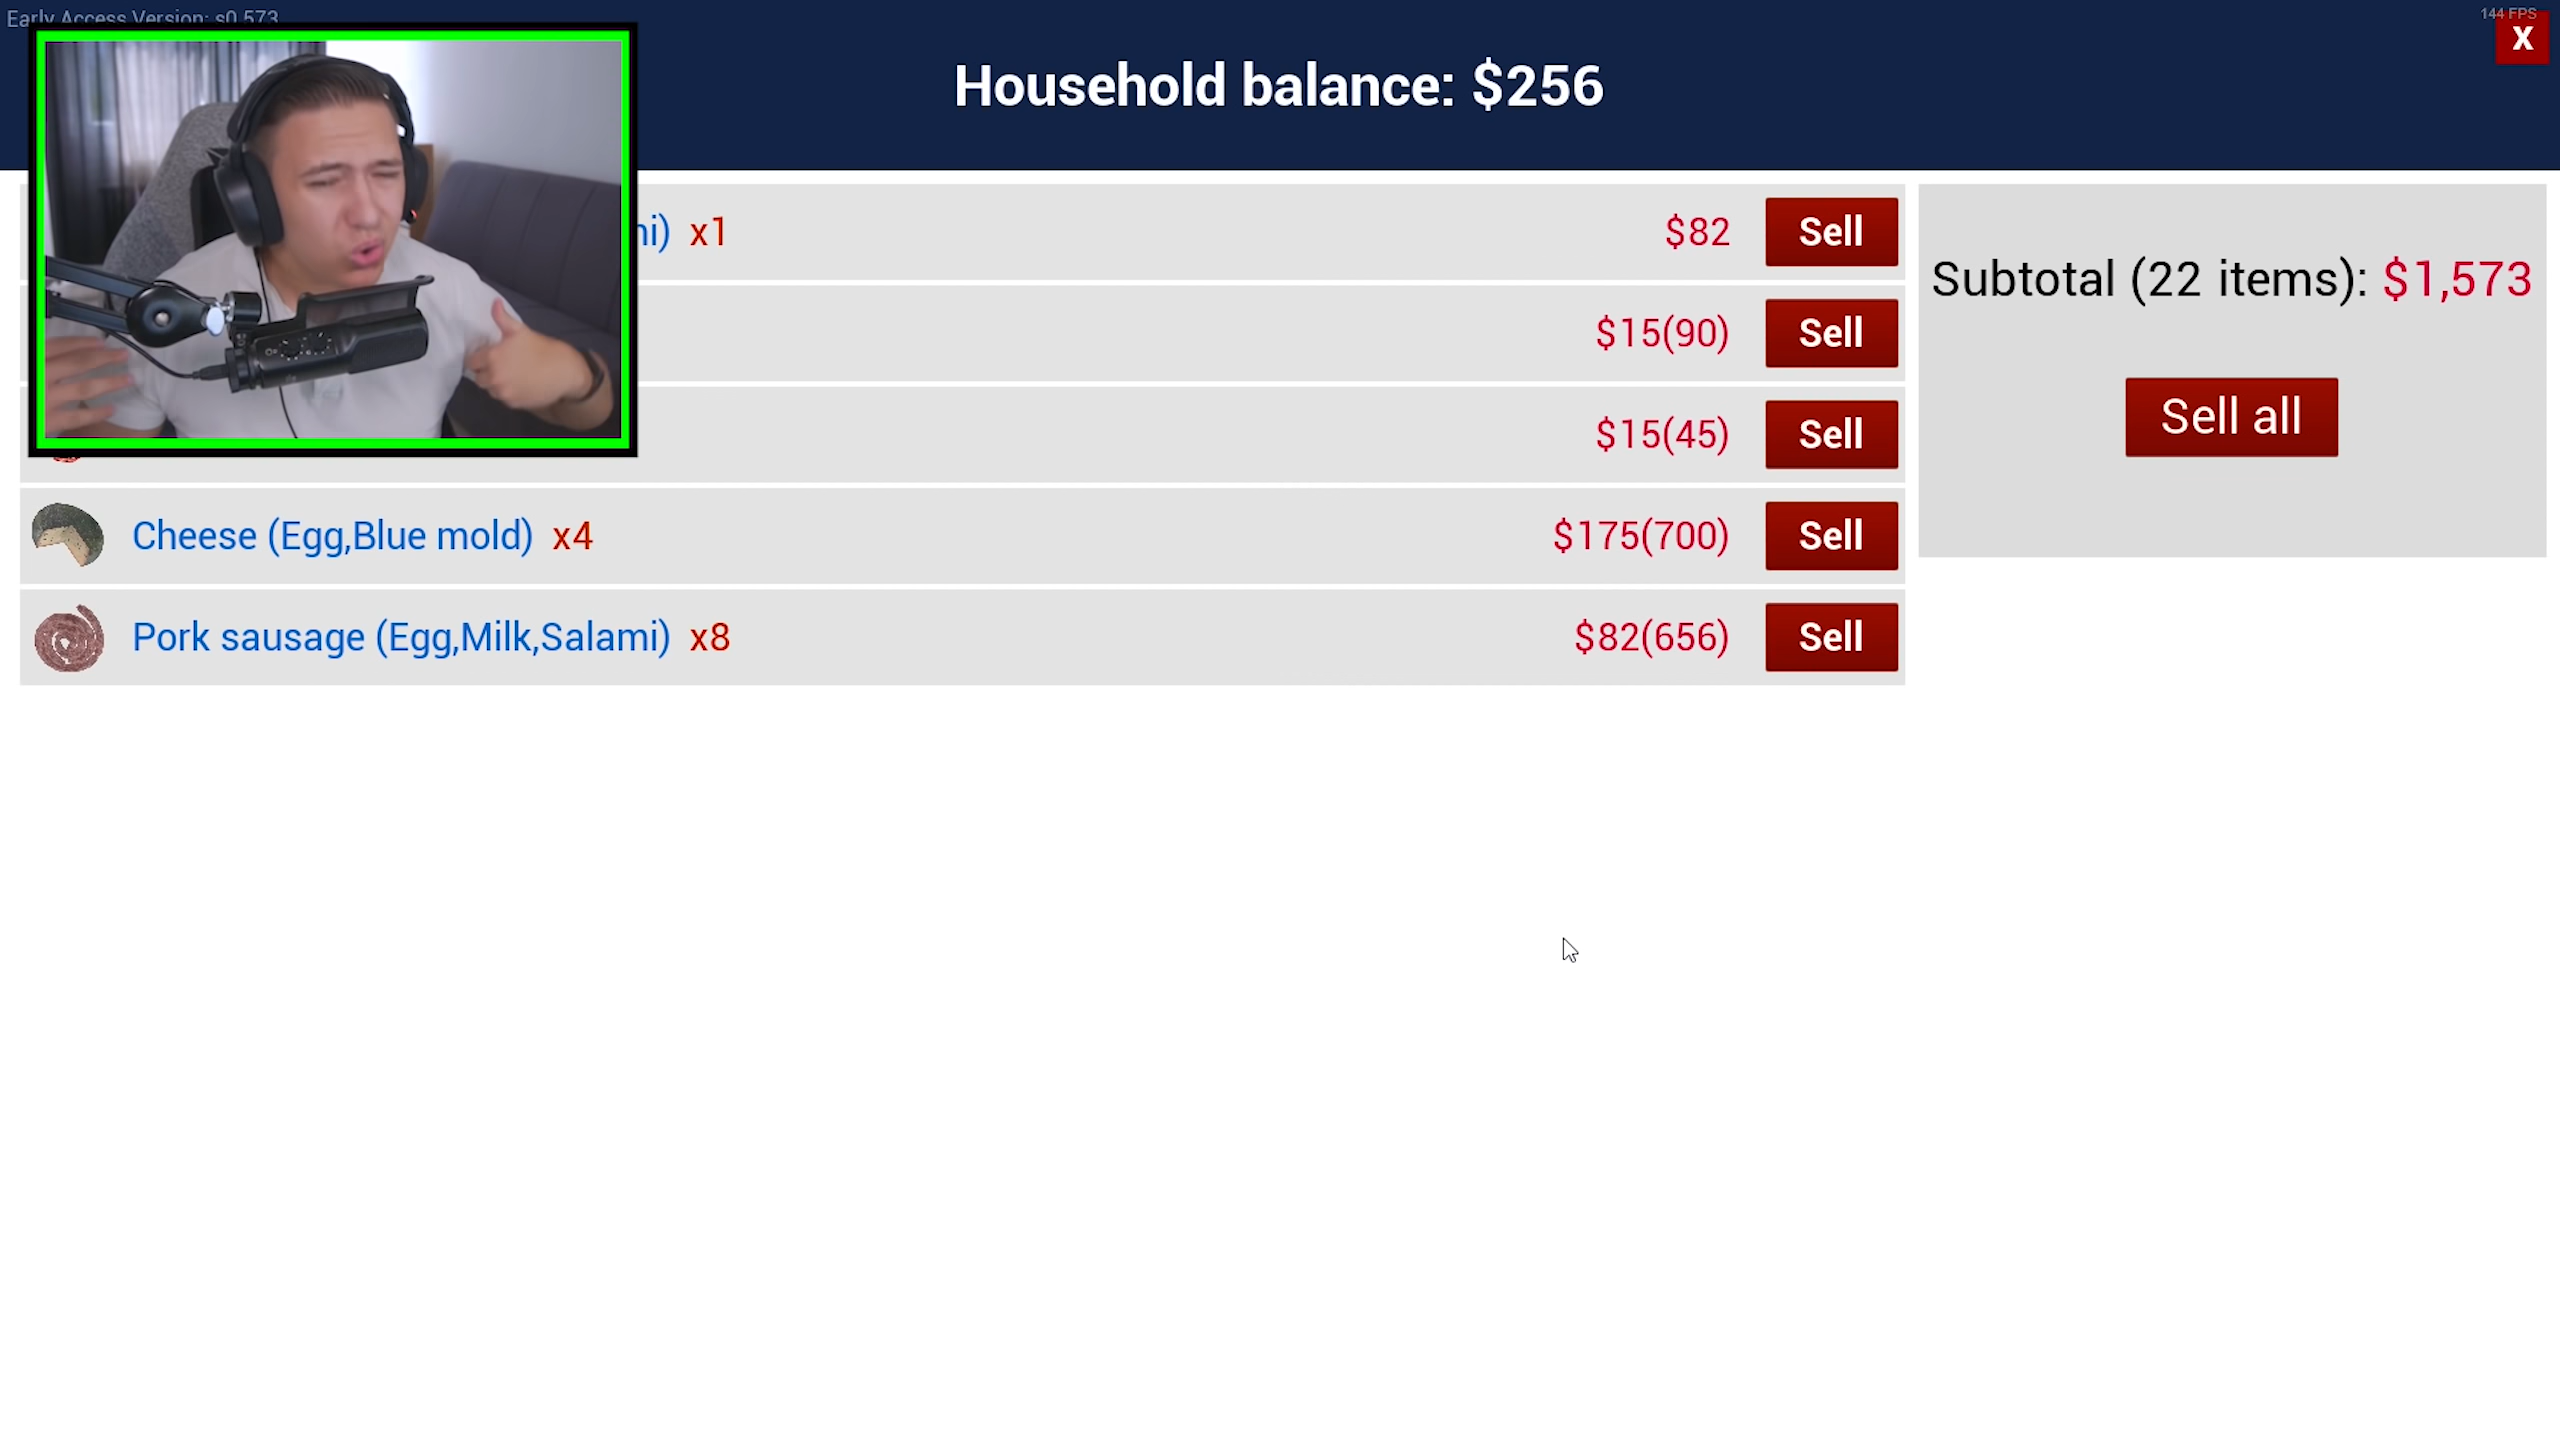 Early Access Version: s0.573
144 FPS
X
Household balance: $256
x1 $82 Sell
$15(90) Sell
$15(45) Sell
Cheese (Egg,Blue mold) x4 $175(700) Sell
Pork sausage (Egg,Milk,Salami) x8 $82(656) Sell
Subtotal (22 items): $1,573
Sell all